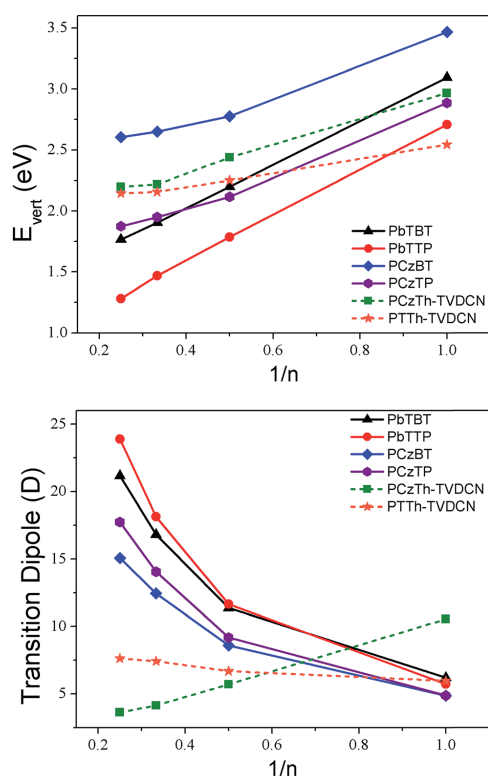 3.5
3.0
2.5
2.0
1.5
1.0
E_vert (eV)
PbTBT
PbTTP
PCzBT
PCzTP
PCzTh-TVDCN
PTTh-TVDCN
0.2 0.4 0.6 0.8 1.0
1/n
25
20
15
10
5
Transition Dipole (D)
PbTBT
PbTTP
PCzBT
PCzTP
PCzTh-TVDCN
PTTh-TVDCN
0.2 0.4 0.6 0.8 1.0
1/n